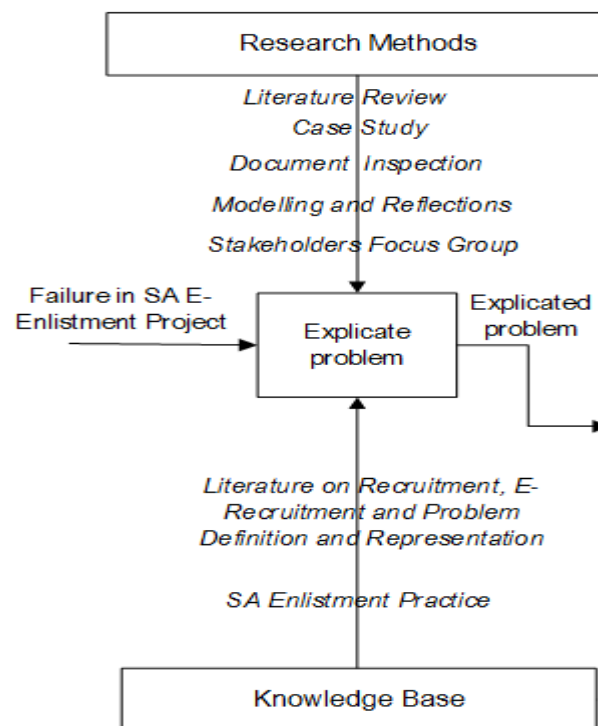 Research Methods
Literature Review
Case Study
Document Inspection
Modelling and Reflections
Stakeholders Focus Group
Failure in SA E-
Enlistment Project
Explicate
problem
Explicated
problem
Literature on Recruitment, E-
Recruitment and Problem
Definition and Representation
SA Enlistment Practice
Knowledge Base